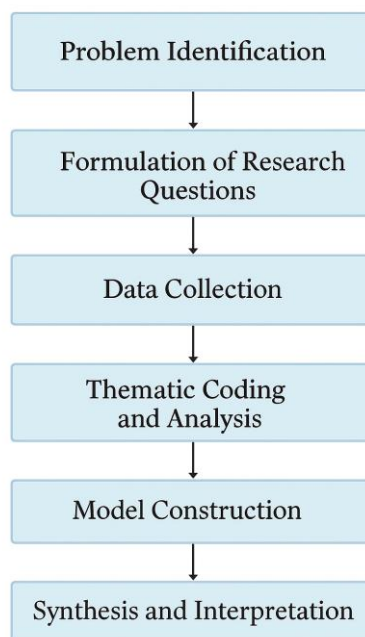 Problem Identification
Formulation of Research
Questions
Data Collection
Thematic Coding
and Analysis
Model Construction
Synthesis and Interpretation